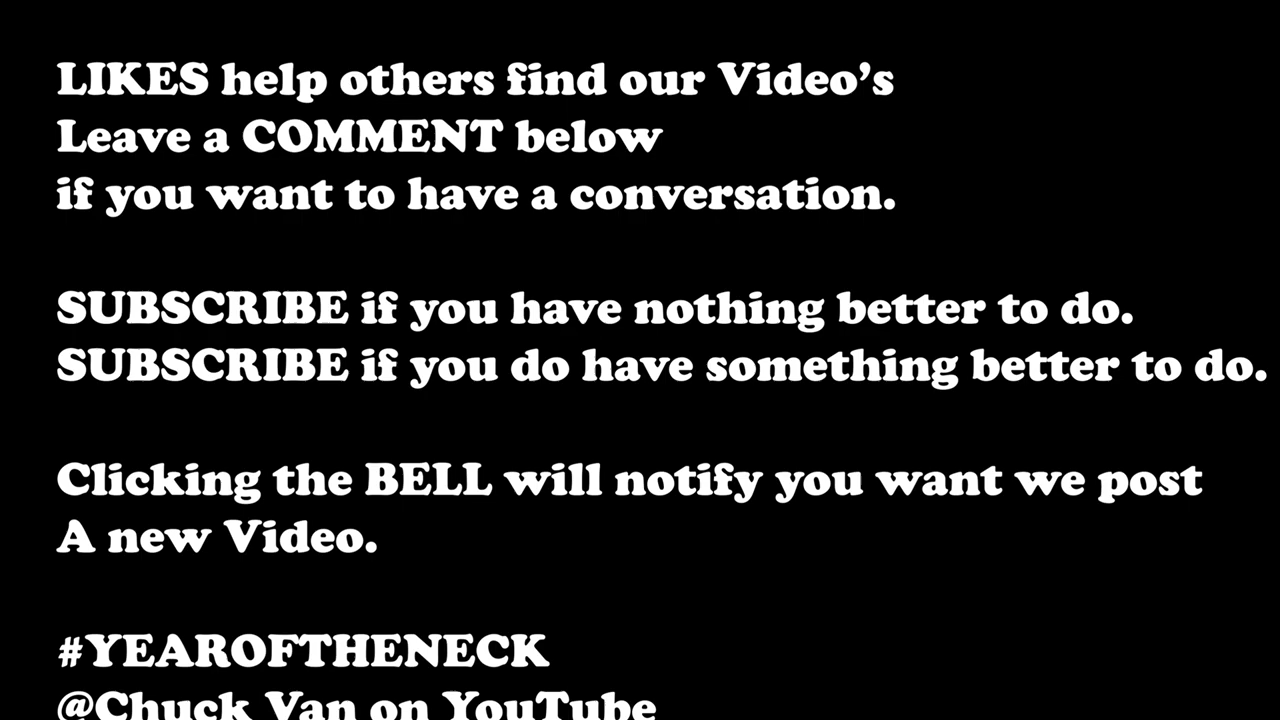 LIKES help others find our Video’s
Leave a COMMENT below
if you want to have a conversation.
SUBSCRIBE if you have nothing better to do.
SUBSCRIBE if you do have something better to do.
Clicking the BELL will notify you want we post
A new Video.
#YEAROFTHENECK
@Chuck Van on YouTube